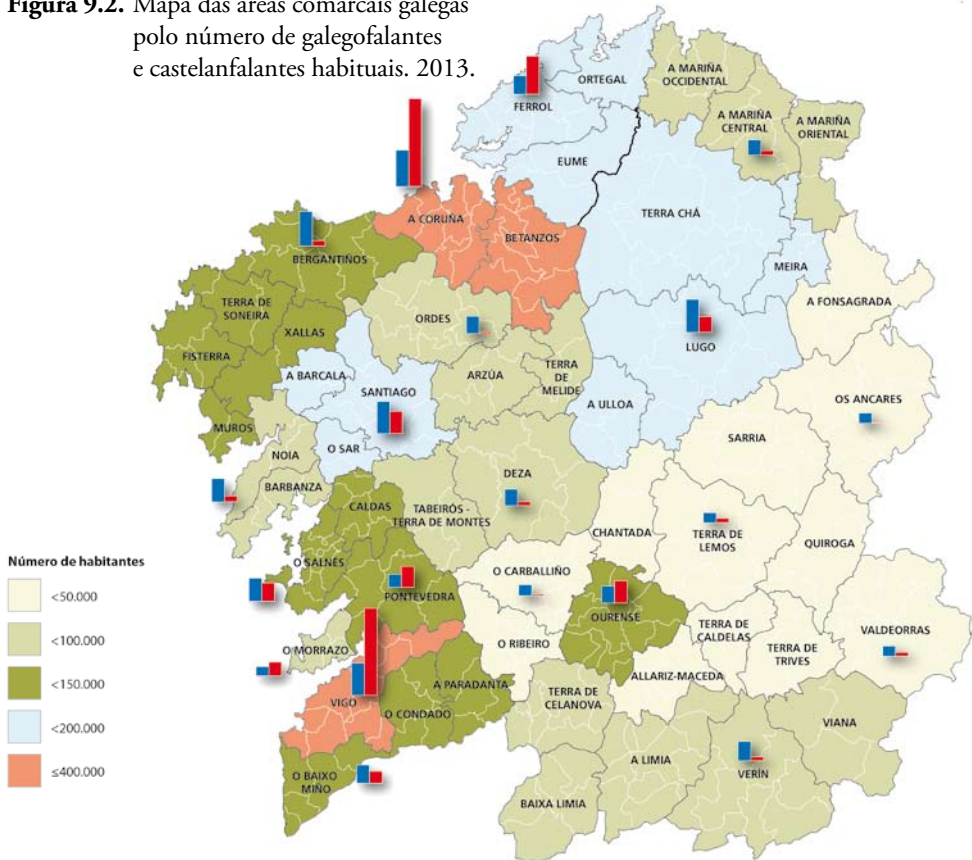 Figura 9.2. Mapa das áreas comarcais galegas
polo número de galegofalantes
e castelanfalantes habituais. 2013.
A MARIÑA
OCCIDENTAL
ORTEGAL
FERROL
A MARIÑA
CENTRAL
A MARIÑA
ORIENTAL
EUME
TERRA CHÁ
A CORUÑA
BETANZOS
BERGANTIÑOS
MEIRA
A FONSAGRADA
TERRA DE
SONEIRA
ORDES
XALLAS
LUGO
FISTERRA
A BARCALA
ARZÚA
TERRA
DE
MELIDE
SANTIAGO
A ULLOA
OS ANCARES
MUROS
SARRIA
NOIA
O SAR
DEZA
BARBANZA
CALDAS
TABEIRÓS -
TERRA DE MONTES
CHANTADA
TERRA
DE LEMOS
QUIROGA
O SALNÉS
O CARBALLIÑO
PONTEVEDRA
OURENSE
TERRA DE
CALDELAS
VALDEORRAS
O MORRAZO
O RIBEIRO
TERRA DE
TRIVES
ALLARIZ-MACEDA
A PARADANTA
VIGO
O CONDADO
TERRA DE
CELANOVA
VIANA
A LIMIA
VERÍN
O BAIXO
MIÑO
BAIXA LIMIA
Número de habitantes
<50.000
<100.000
<150.000
<200.000
≤400.000